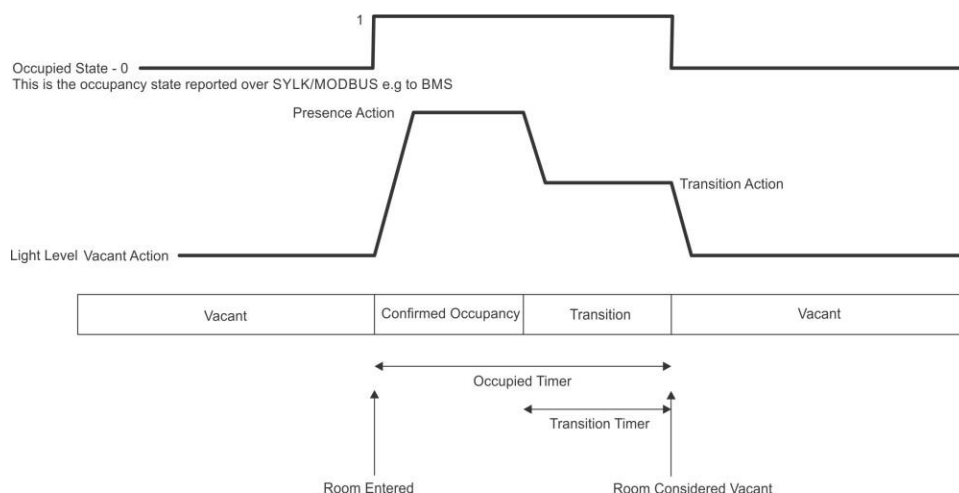 1
Occupied State - 0
This is the occupancy state reported over SYLK/MODBUS e.g to BMS
Presence Action
Transition Action
Light Level Vacant Action
Vacant
Confirmed Occupancy
Transition
Vacant
Occupied Timer
Transition Timer
Room Entered
Room Considered Vacant